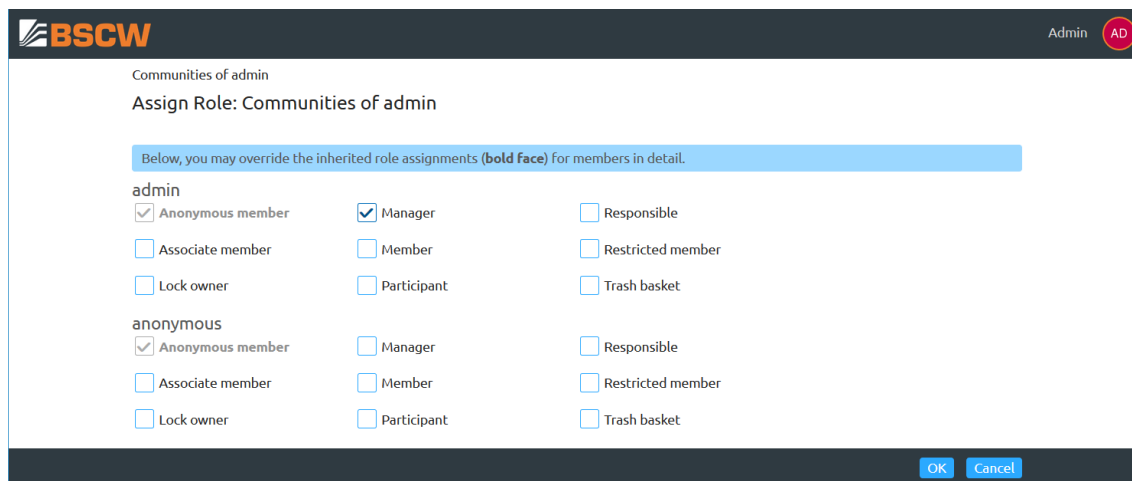 BSCW
Admin AD
Communities of admin
Assign Role: Communities of admin
Below, you may override the inherited role assignments (bold face) for members in detail.
admin
Anonymous member Manager Responsible
Associate member Member Restricted member
Lock owner Participant Trash basket
anonymous
Anonymous member Manager Responsible
Associate member Member Restricted member
Lock owner Participant Trash basket
OK Cancel